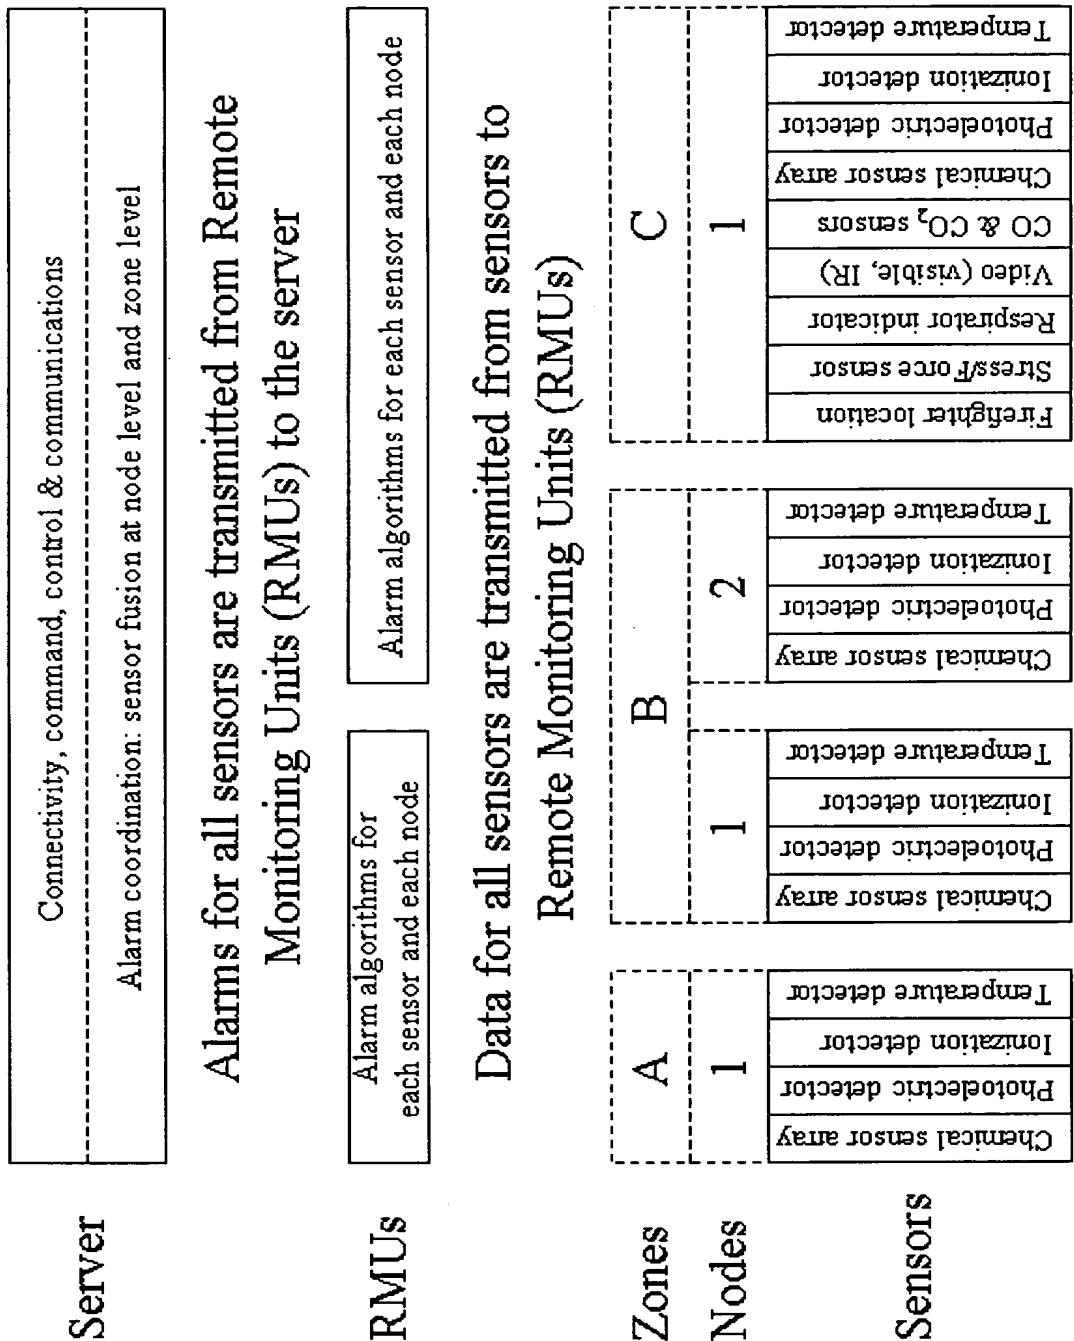 Server
Connectivity, command, control & communications
Alarm coordination: sensor fusion at node level and zone level
Alarms for all sensors are transmitted from Remote
Monitoring Units (RMUs) to the server
RMUs
Alarm algorithms for
each sensor and each node
Alarm algorithms for each sensor and each node
Data for all sensors are transmitted from sensors to
Remote Monitoring Units (RMUs)
Zones
A
B
C
Nodes
1
1
2
1
Sensors
Chemical sensor array
Photoelectric detector
Ionization detector
Temperature detector
Chemical sensor array
Photoelectric detector
Ionization detector
Temperature detector
Chemical sensor array
Photoelectric detector
Ionization detector
Temperature detector
Firefighter location
Stress/Force sensor
Respirator indicator
Video (visible, IR)
CO & CO₂ sensors
Chemical sensor array
Photoelectric detector
Ionization detector
Temperature detector